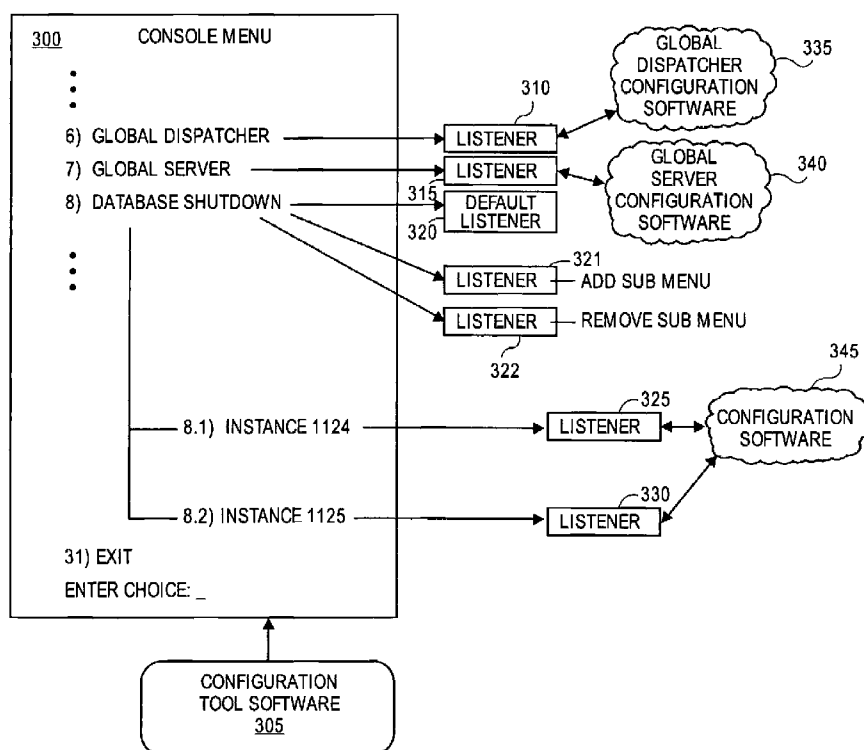 300
CONSOLE MENU
6) GLOBAL DISPATCHER
7) GLOBAL SERVER
8) DATABASE SHUTDOWN
8.1) INSTANCE 1124
8.2) INSTANCE 1125
31) EXIT
ENTER CHOICE: _
310
LISTENER
LISTENER
315
DEFAULT
LISTENER
320
321
LISTENER
ADD SUB MENU
LISTENER
REMOVE SUB MENU
322
325
LISTENER
330
LISTENER
GLOBAL
DISPATCHER
CONFIGURATION
SOFTWARE
335
GLOBAL
SERVER
CONFIGURATION
SOFTWARE
340
345
CONFIGURATION
SOFTWARE
CONFIGURATION
TOOL SOFTWARE
305